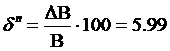 δ" = ΔB/B · 100 = 5.99